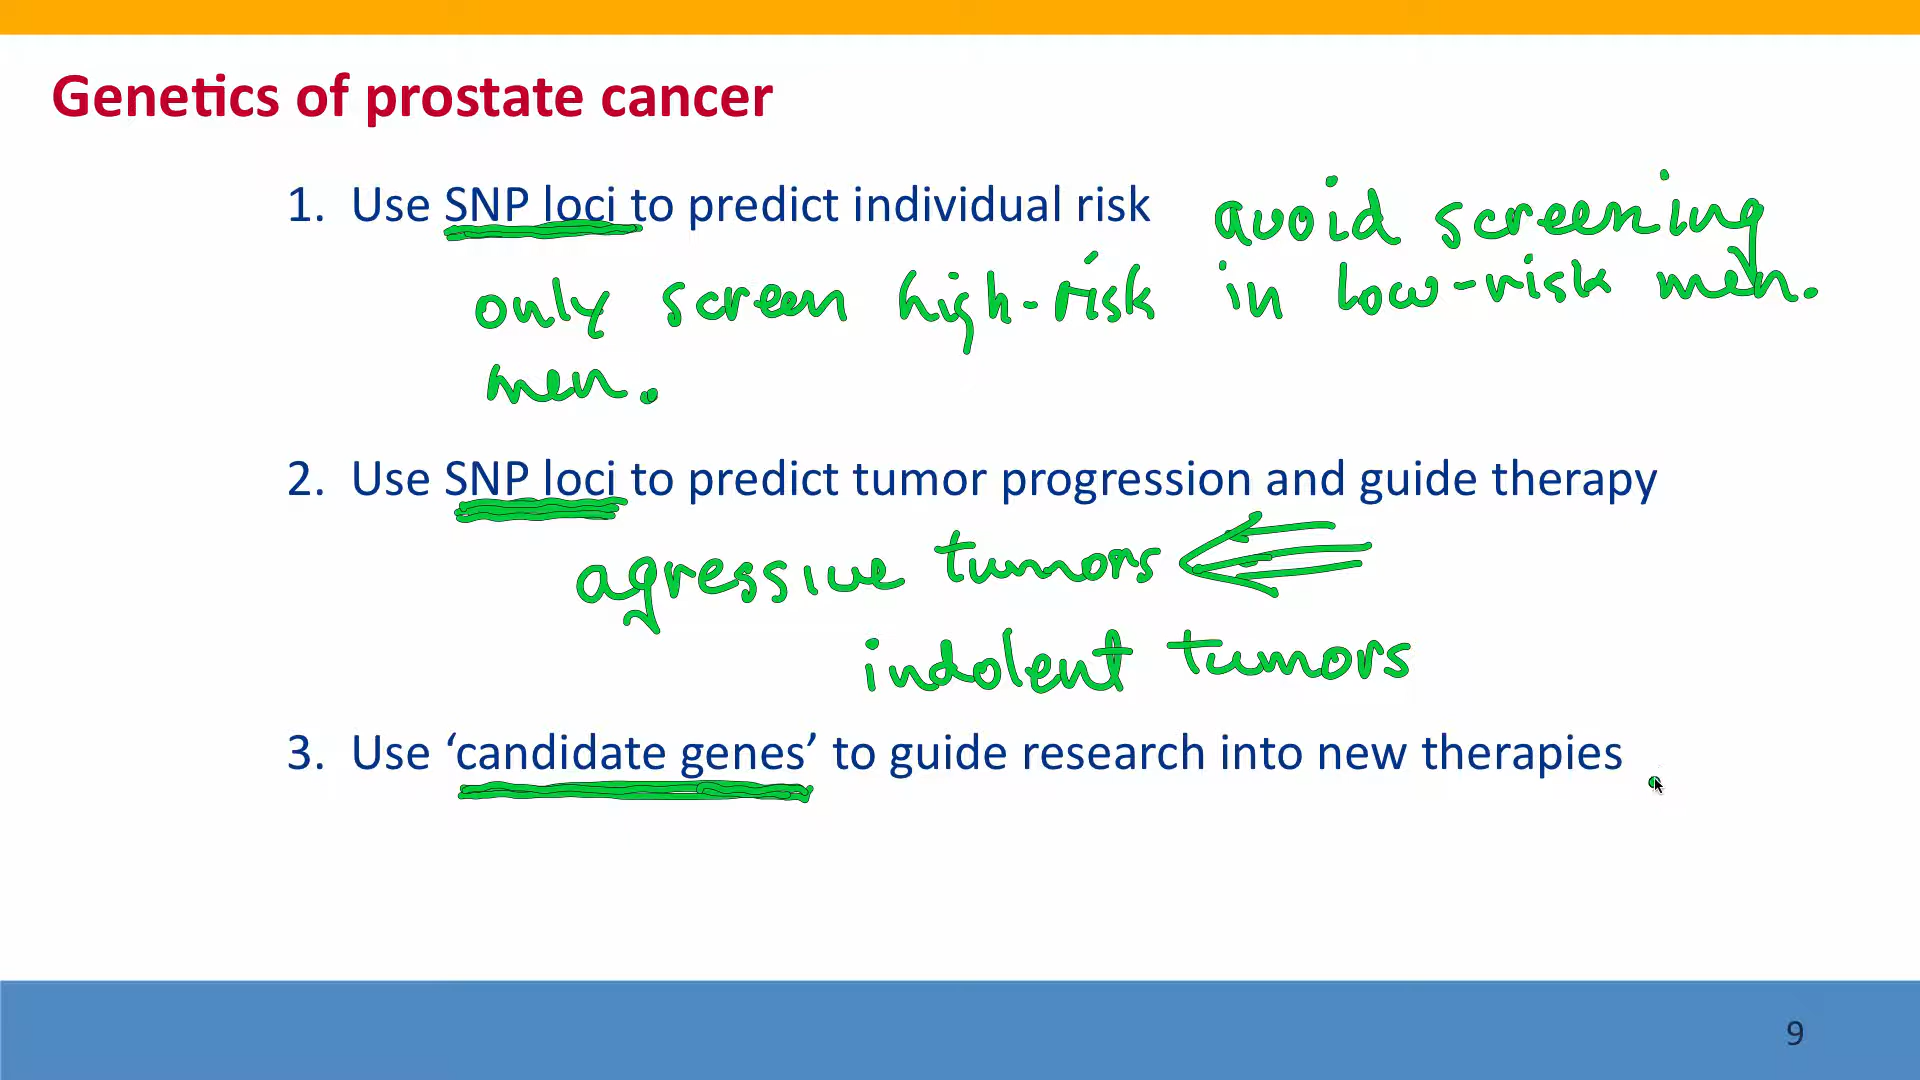 Genetics of prostate cancer
1. Use SNP loci to predict individual risk
avoid screening
in low-risk men.
only screen high-risk
men.
2. Use SNP loci to predict tumor progression and guide therapy
agressive tumors
indolent tumors
3. Use ‘candidate genes’ to guide research into new therapies
9